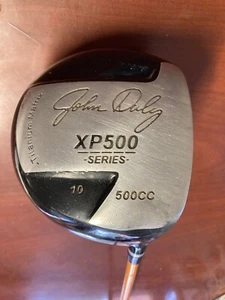 John Daly
Titanium Matrix
XP500
-SERIES-
10
500CC